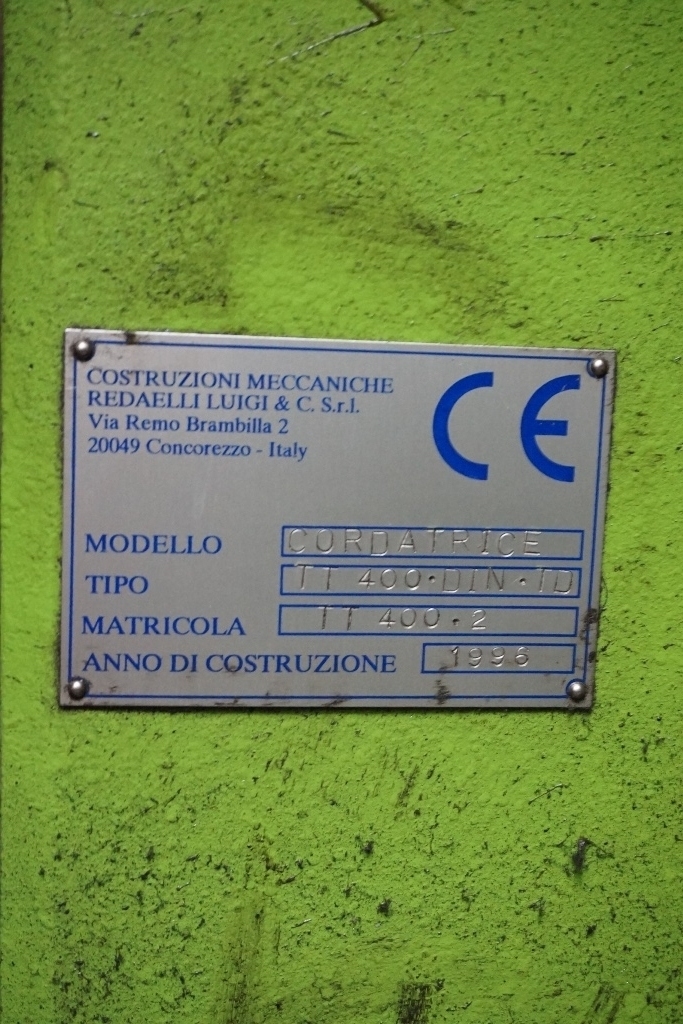 COSTRUZIONI MECCANICHE
REDAELLI LUIGI & C. S.r.l.
Via Remo Brambilla 2
20049 Concorezzo - Italy
CE
MODELLO CORDATRICE
TIPO TT 400·DIN·TD
MATRICOLA TT 400·2
ANNO DI COSTRUZIONE 1996